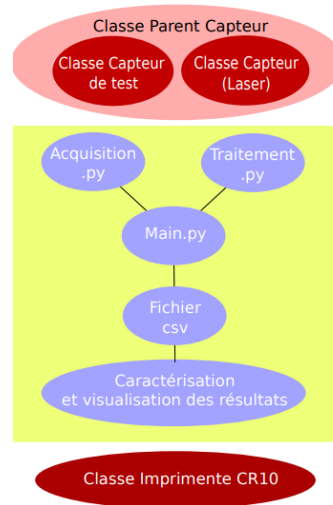 Classe Parent Capteur
Classe Capteur
de test
Classe Capteur
(Laser)
Acquisition
.py
Traitement
.py
Main.py
Fichier
csv
Caractérisation
et visualisation des résultats
Classe Imprimente CR10